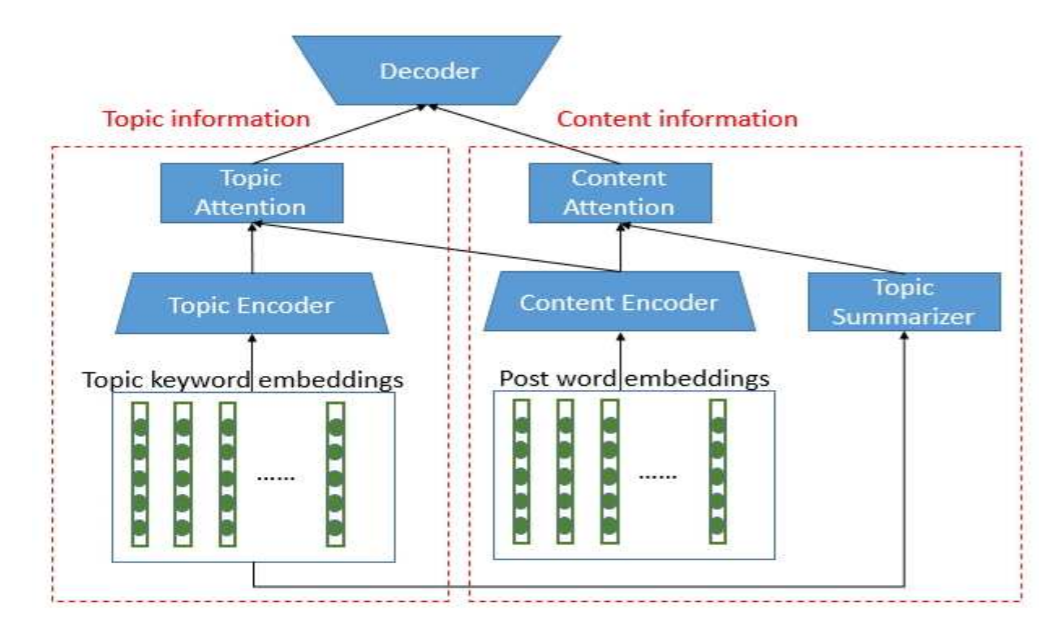 Decoder
Topic information
Content information
Topic
Attention
Content
Attention
Topic Encoder
Content Encoder
Topic
Summarizer
Topic keyword embeddings
Post word embeddings
......
......